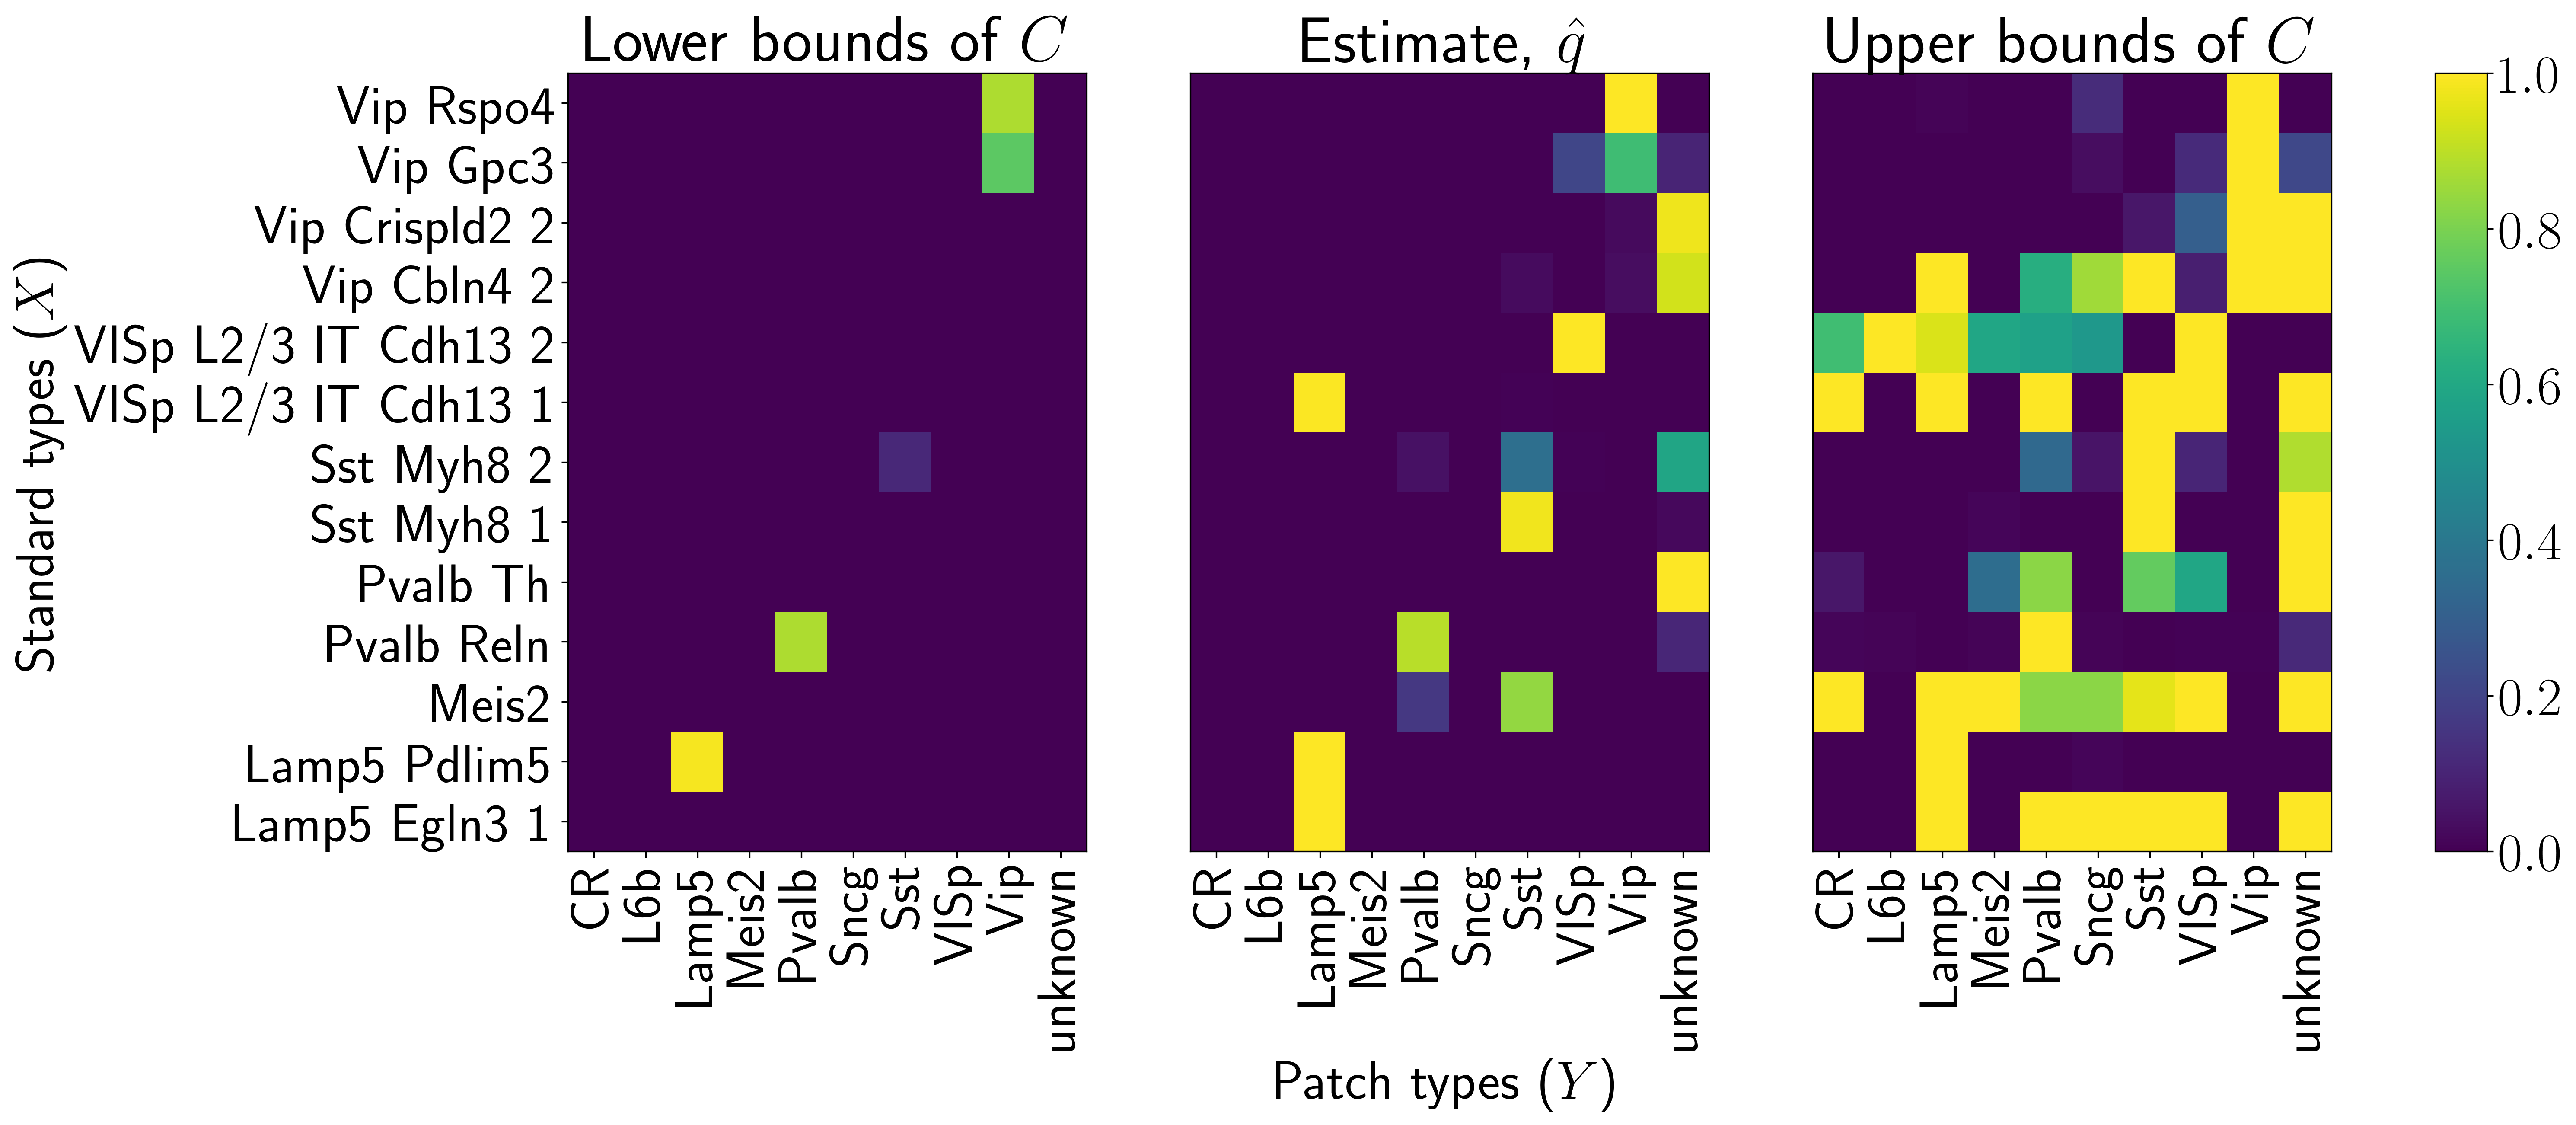 Lower bounds of C
Estimate, q̂
Upper bounds of C
Standard types (X)
Vip Rspo4
Vip Gpc3
Vip Crispld2 2
Vip Cbln4 2
VISp L2/3 IT Cdh13 2
VISp L2/3 IT Cdh13 1
Sst Myh8 2
Sst Myh8 1
Pvalb Th
Pvalb Reln
Meis2
Lamp5 Pdlim5
Lamp5 Egln3 1
CR
L6b
Lamp5
Meis2
Pvalb
Sncg
Sst
VISp
Vip
unknown
CR
L6b
Lamp5
Meis2
Pvalb
Sncg
Sst
VISp
Vip
unknown
CR
L6b
Lamp5
Meis2
Pvalb
Sncg
Sst
VISp
Vip
unknown
Patch types (Y)
1.0
0.8
0.6
0.4
0.2
0.0